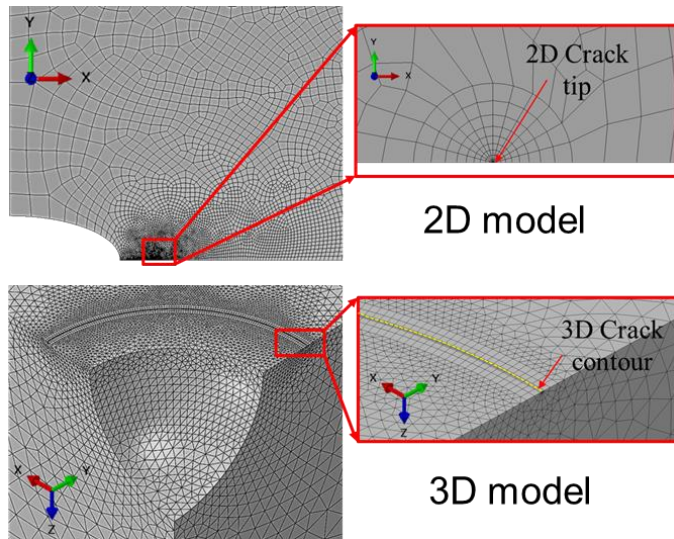 Y
X
2D Crack
tip
Y
X
2D model
3D Crack
contour
X
Y
Z
X
Y
Z
3D model